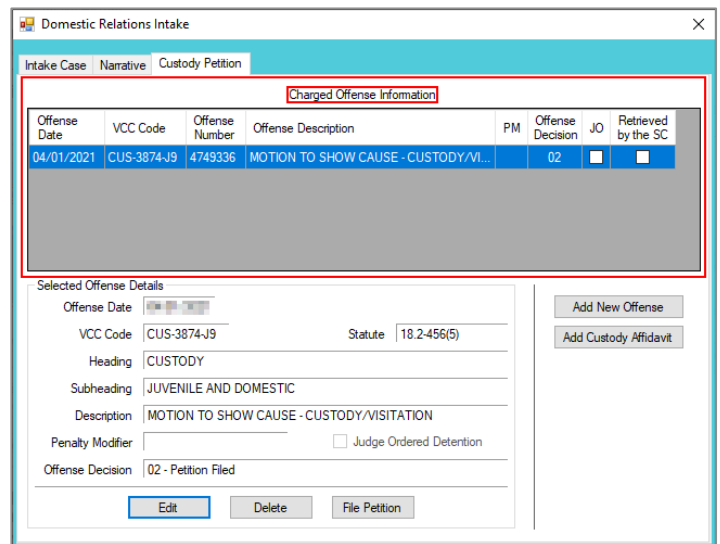 Domestic Relations Intake
Intake Case Narrative Custody Petition
Charged Offense Information
Offense Date VCC Code Offense Number Offense Description PM Offense Decision JO Retrieved by the SC
04/01/2021 CUS-3874-J9 4749336 MOTION TO SHOW CAUSE - CUSTODY/VI... 02
Selected Offense Details
Offense Date
VCC Code CUS-3874-J9 Statute 18.2-456(5)
Heading CUSTODY
Subheading JUVENILE AND DOMESTIC
Description MOTION TO SHOW CAUSE - CUSTODY/VISITATION
Penalty Modifier Judge Ordered Detention
Offense Decision 02 - Petition Filed
Edit Delete File Petition
Add New Offense
Add Custody Affidavit